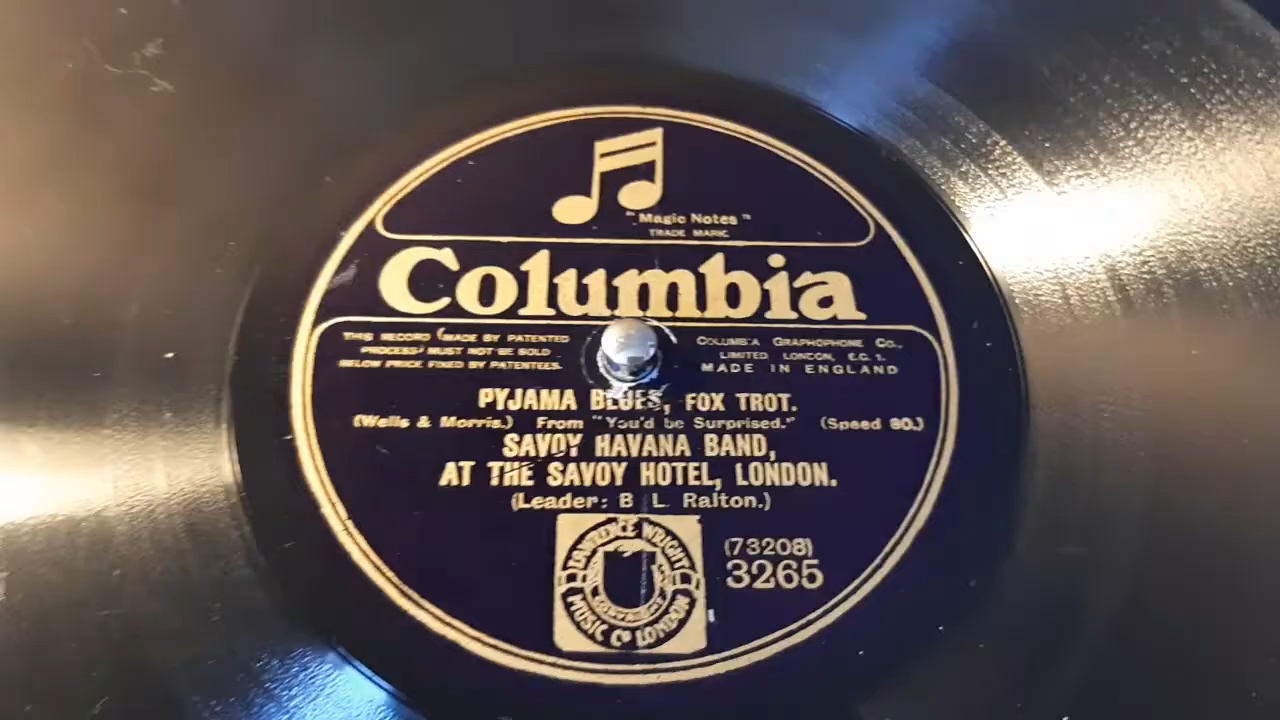 "Magic Notes"
TRADE MARK
Columbia
THIS RECORD (MADE BY PATENTED
PROCESS) MUST NOT BE SOLD
BELOW PRICE FIXED BY PATENTEES.
COLUMBIA GRAPHOPHONE CO.,
LIMITED LONDON, E.C. 1.
MADE IN ENGLAND
PYJAMA BLUES, FOX TROT.
(Wells & Morris.) From "You'd be Surprised." (Speed 80.)
SAVOY HAVANA BAND,
AT THE SAVOY HOTEL, LONDON.
(Leader: B L. Ralton.)
LAWRENCE WRIGHT
COPYRIGHT
MUSIC CO LONDON
(73208)
3265